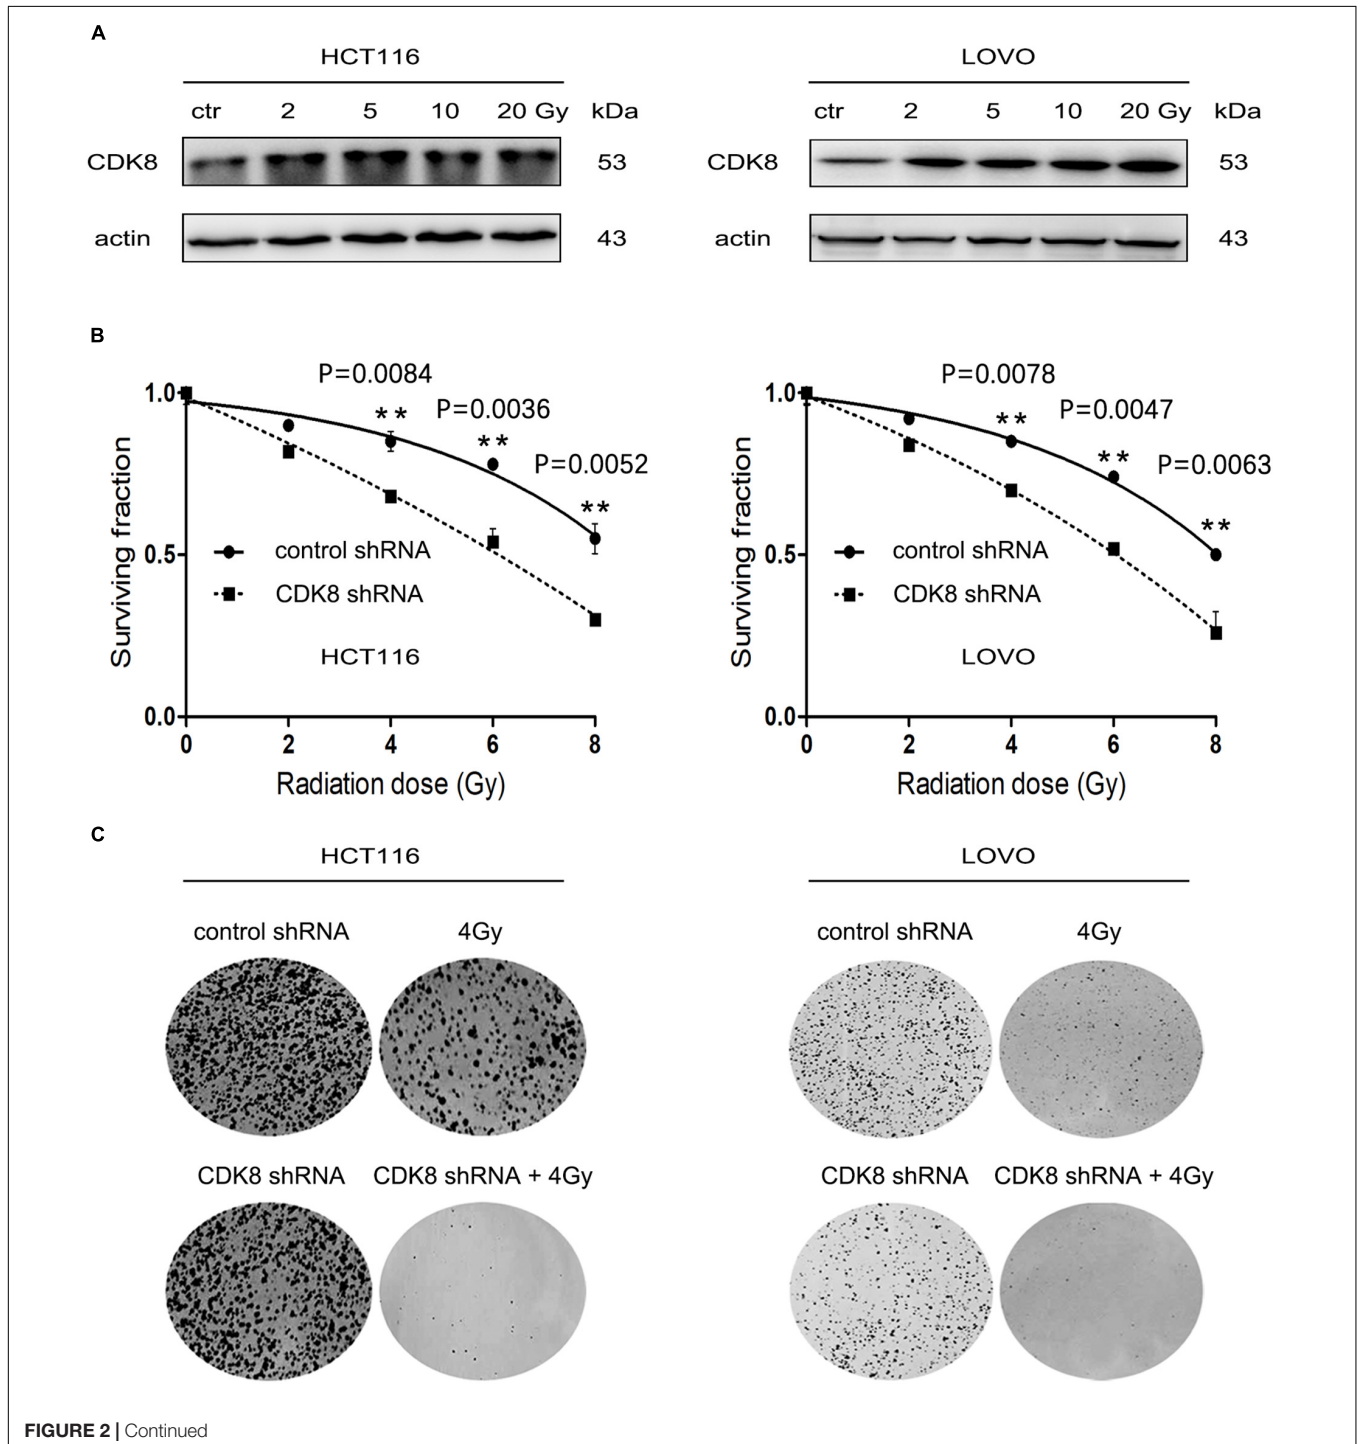 A
HCT116
ctr 2 5 10 20 Gy kDa
CDK8 53
actin 43
LOVO
ctr 2 5 10 20 Gy kDa
CDK8 53
actin 43
B
P=0.0084
** P=0.0036
** P=0.0052
**
1.0
0.5
0.0
Surviving fraction
control shRNA
CDK8 shRNA
HCT116
0 2 4 6 8
Radiation dose (Gy)
P=0.0078
** P=0.0047
** P=0.0063
**
1.0
0.5
0.0
Surviving fraction
control shRNA
CDK8 shRNA
LOVO
0 2 4 6 8
Radiation dose (Gy)
C
HCT116
control shRNA 4Gy
CDK8 shRNA CDK8 shRNA + 4Gy
LOVO
control shRNA 4Gy
CDK8 shRNA CDK8 shRNA + 4Gy
FIGURE 2 | Continued